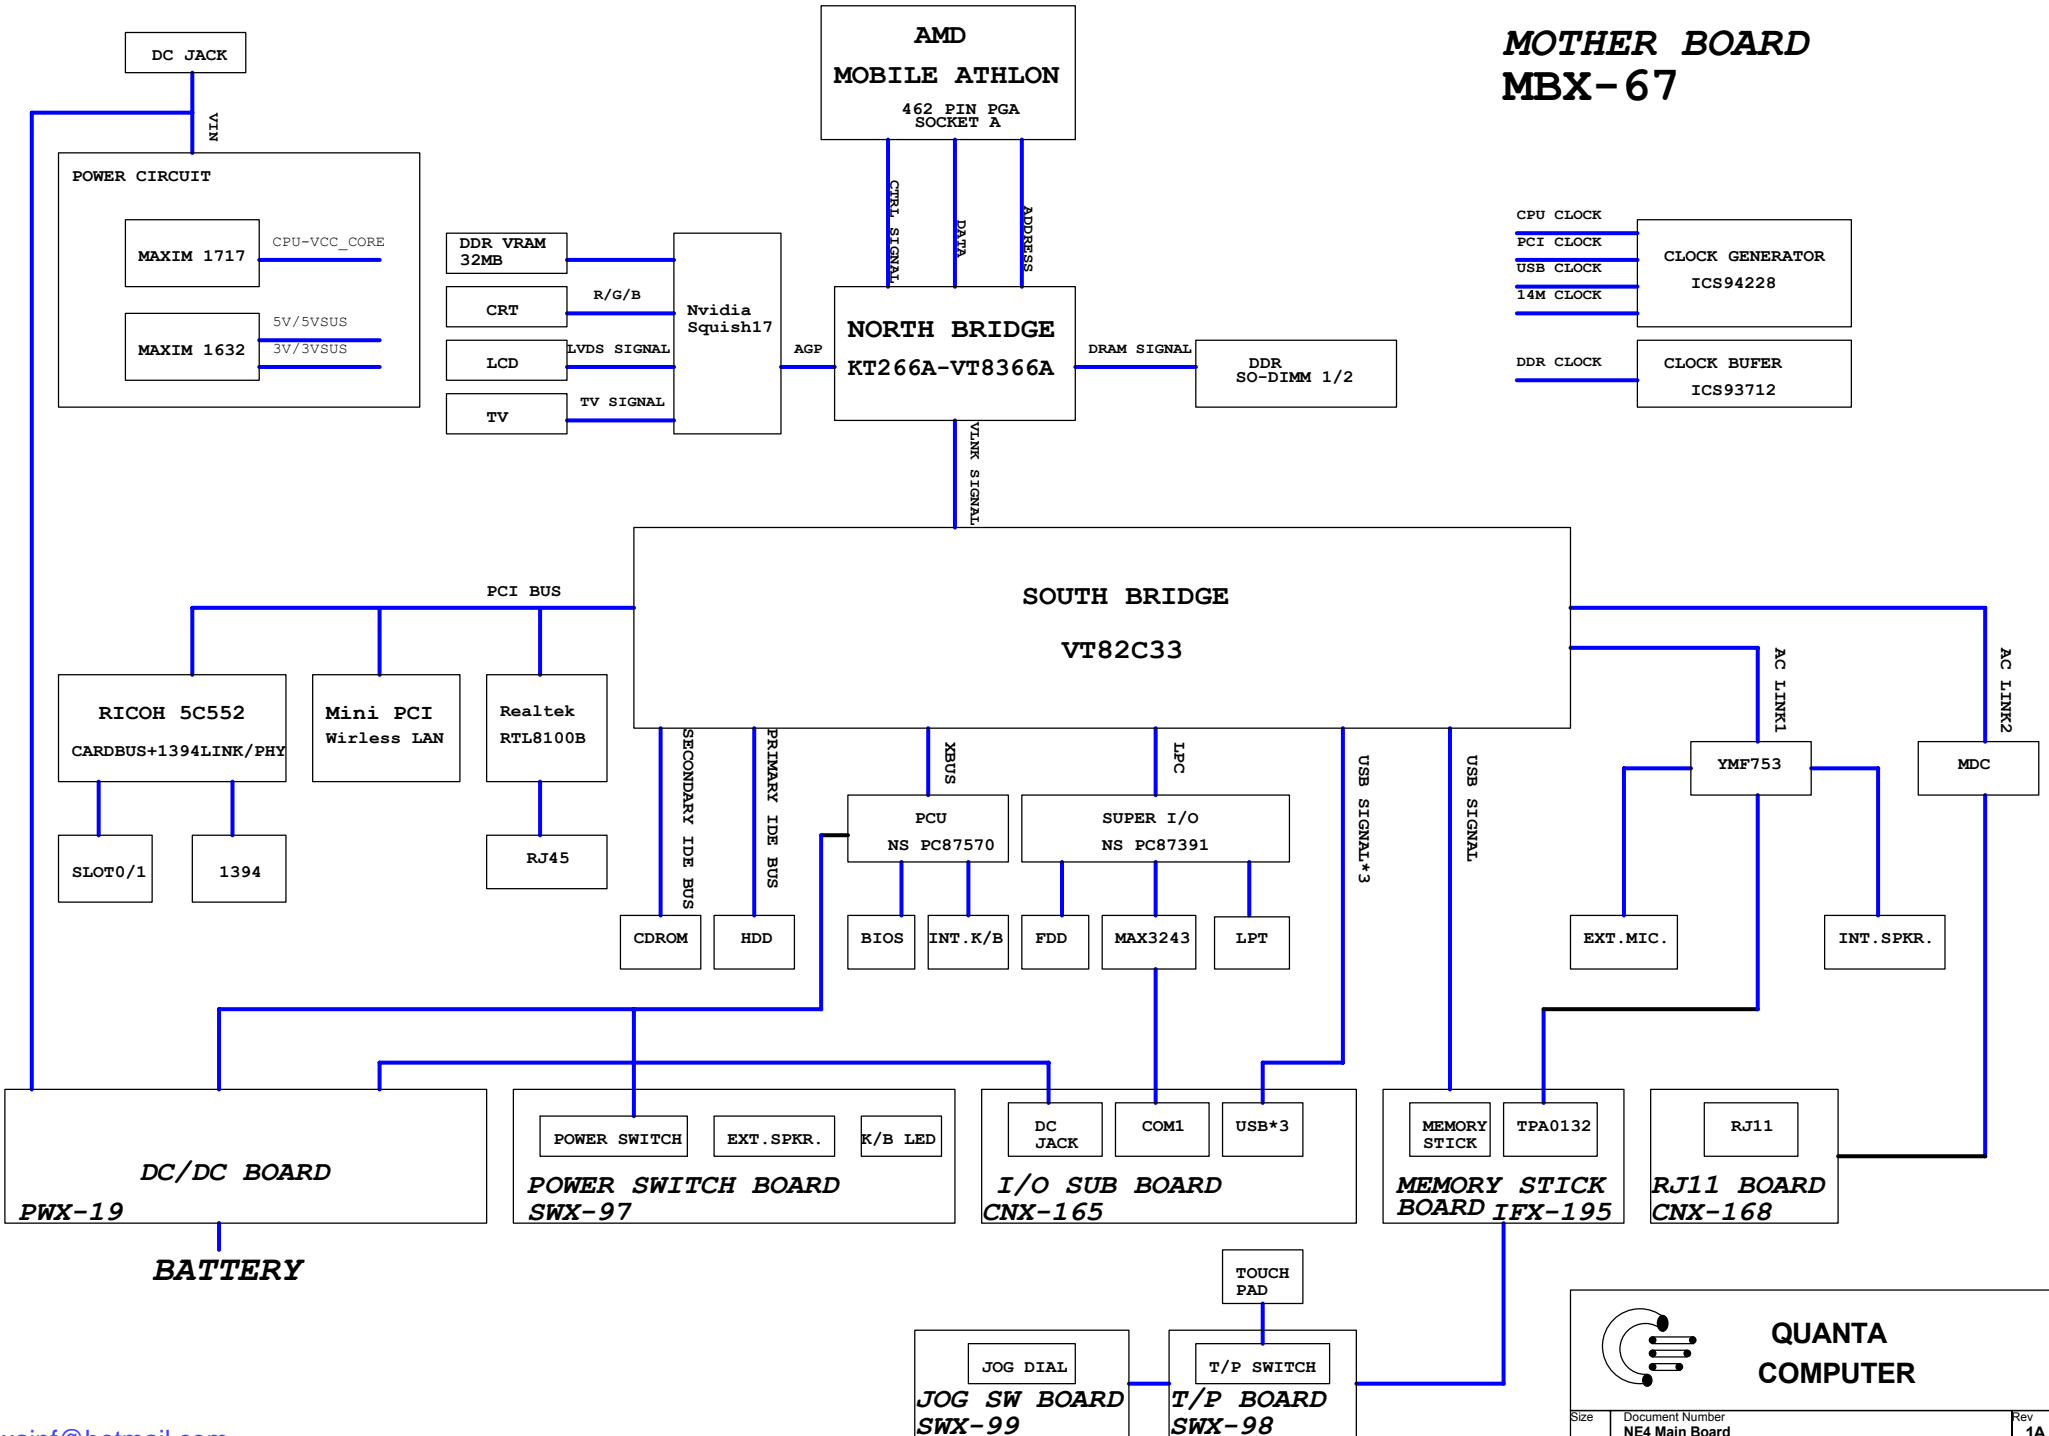 MOTHER BOARD
MBX-67
AMD
MOBILE ATHLON
462 PIN PGA
SOCKET A
DC JACK
VIN
POWER CIRCUIT
MAXIM 1717
CPU-VCC_CORE
MAXIM 1632
5V/5VSUS
3V/3VSUS
DDR VRAM
32MB
CRT
R/G/B
LCD
LVDS SIGNAL
TV
TV SIGNAL
Nvidia
Squish17
AGP
CTRL SIGNAL
DATA
ADDRESS
NORTH BRIDGE
KT266A-VT8366A
DRAM SIGNAL
DDR
SO-DIMM 1/2
CPU CLOCK
PCI CLOCK
USB CLOCK
14M CLOCK
CLOCK GENERATOR
ICS94228
DDR CLOCK
CLOCK BUFER
ICS93712
VLNK SIGNAL
SOUTH BRIDGE
VT82C33
PCI BUS
RICOH 5C552
CARDBUS+1394LINK/PHY
Mini PCI
Wirless LAN
Realtek
RTL8100B
SLOT0/1
1394
RJ45
SECONDARY IDE BUS
PRIMARY IDE BUS
XBUS
LPC
USB SIGNAL*3
USB SIGNAL
AC LINK1
AC LINK2
PCU
NS PC87570
SUPER I/O
NS PC87391
YMF753
MDC
CDROM
HDD
BIOS
INT.K/B
FDD
MAX3243
LPT
EXT.MIC.
INT.SPKR.
DC/DC BOARD
PWX-19
BATTERY
POWER SWITCH
EXT.SPKR.
K/B LED
POWER SWITCH BOARD
SWX-97
DC
JACK
COM1
USB*3
I/O SUB BOARD
CNX-165
MEMORY
STICK
TPA0132
MEMORY STICK
BOARD IFX-195
RJ11
RJ11 BOARD
CNX-168
TOUCH
PAD
JOG DIAL
JOG SW BOARD
SWX-99
T/P SWITCH
T/P BOARD
SWX-98
QUANTA
COMPUTER
Size
Document Number
NE4 Main Board
Rev
1A